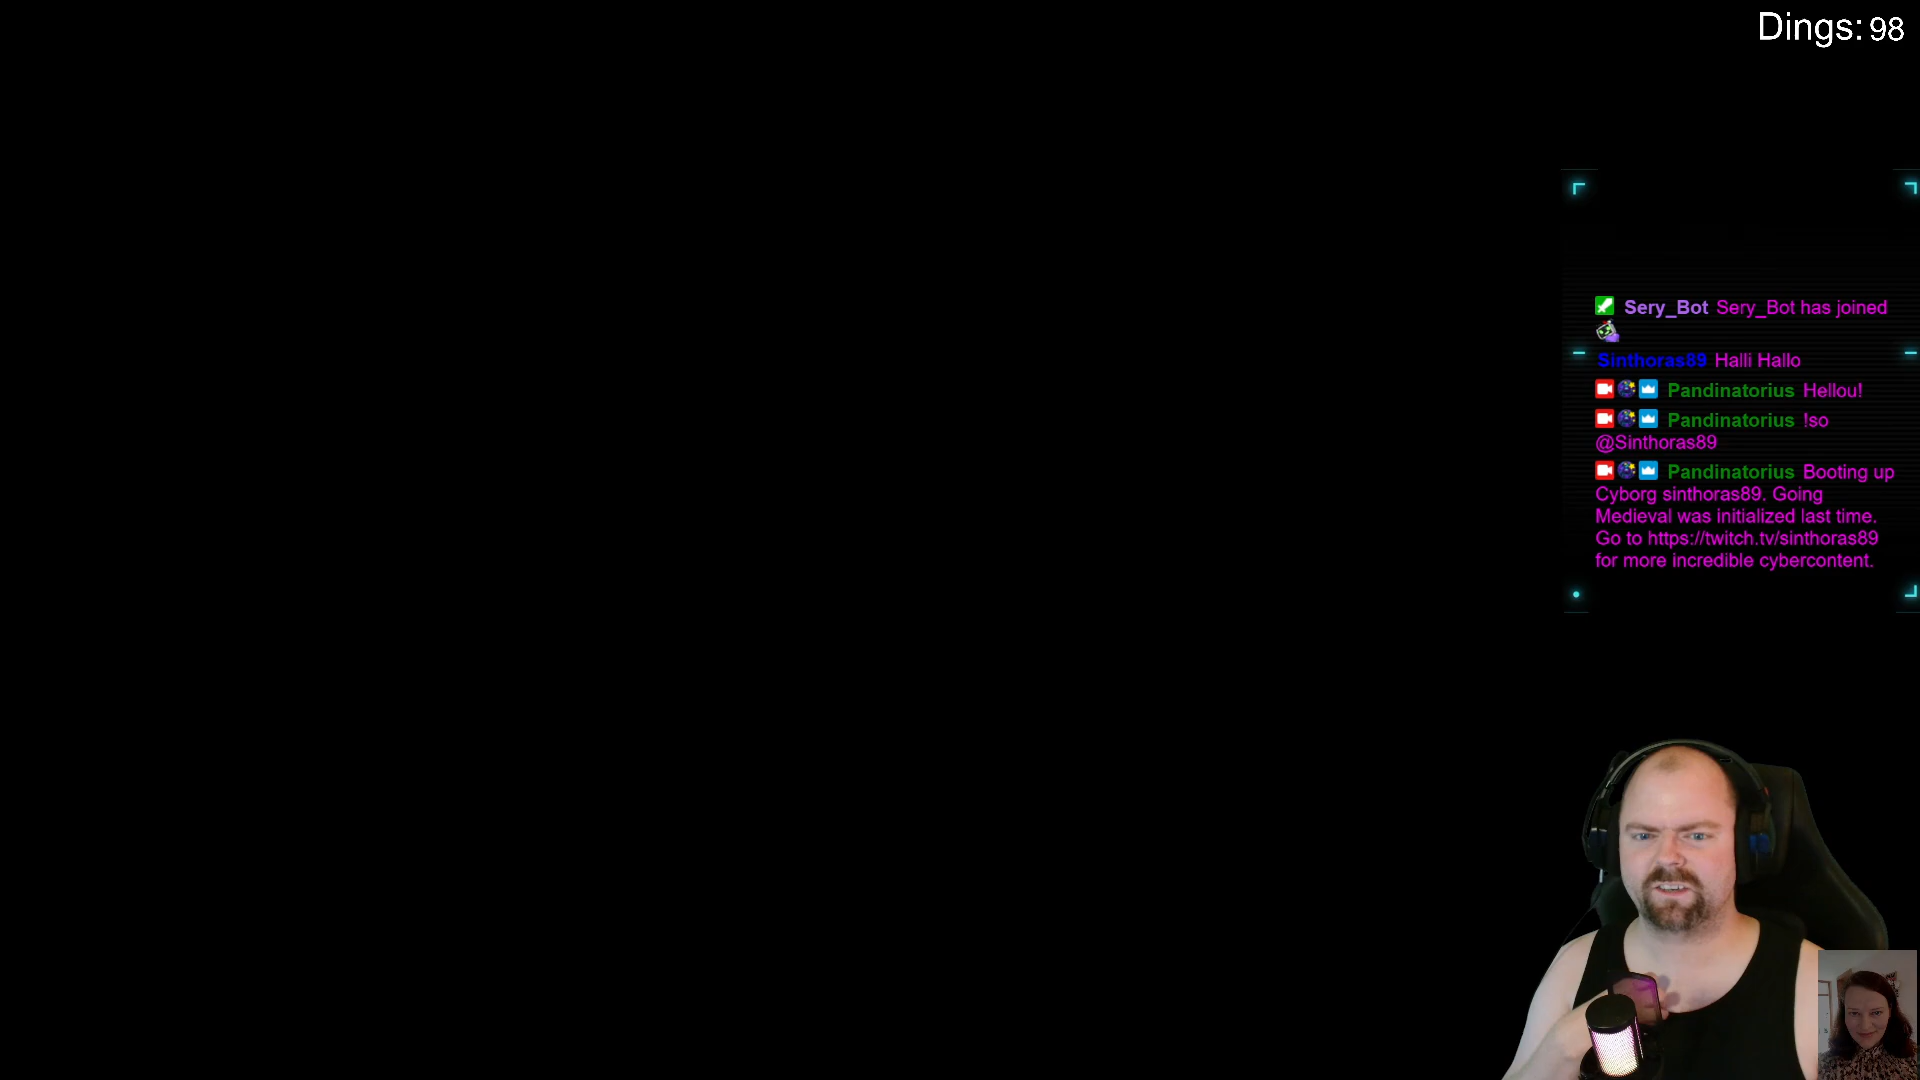 Dings: 98
Sery_Bot Sery_Bot has joined
Sinthoras89 Halli Hallo
Pandinatorius Hellou!
Pandinatorius !so
@Sinthoras89
Pandinatorius Booting up
Cyborg sinthoras89. Going
Medieval was initialized last time.
Go to https://twitch.tv/sinthoras89
for more incredible cybercontent.